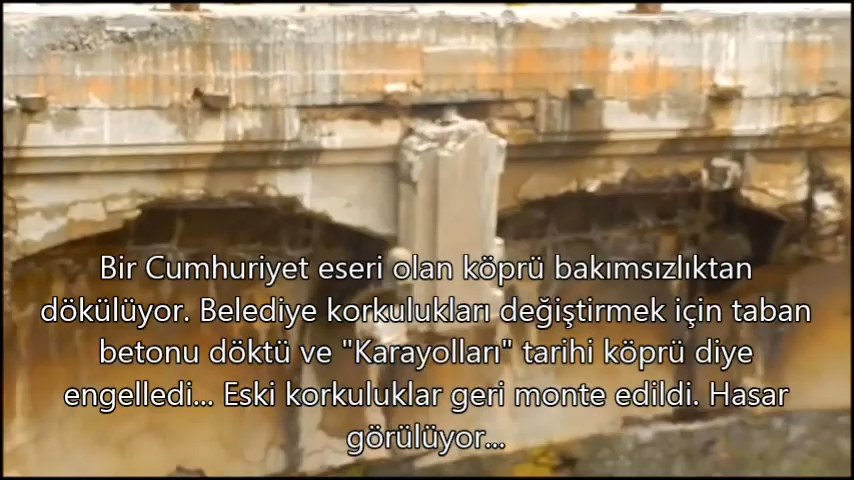 Bir Cumhuriyet eseri olan köprü bakımsızlıktan
dökülüyor. Belediye korkulukları değiştirmek için taban
betonu döktü ve "Karayolları" tarihi köprü diye
engelledi... Eski korkuluklar geri monte edildi. Hasar
görülüyor...